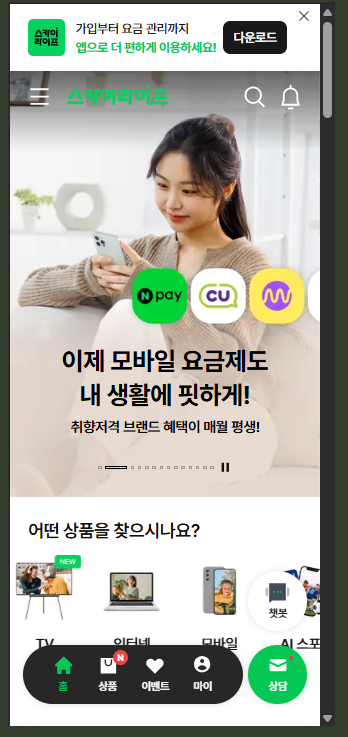 스카이
라이프
가입부터 요금 관리까지
앱으로 더 편하게 이용하세요!
다운로드
스카이라이프
N pay
CU
이제 모바일 요금제도
내 생활에 핏하게!
취향저격 브랜드 혜택이 매월 평생!
어떤 상품을 찾으시나요?
NEW
TV
인터넷
모바일
AI 스포
챗봇
N
홈
상품
이벤트
마이
상담